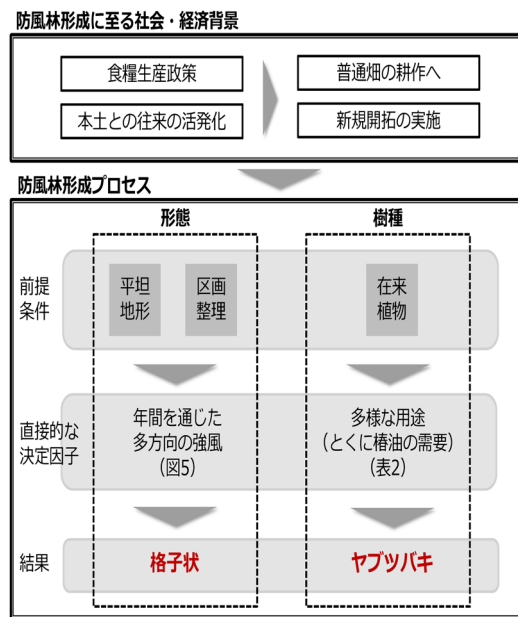 防風林形成に至る社会・経済背景
食糧生産政策
普通畑の耕作へ
本土との往来の活発化
新規開拓の実施
防風林形成プロセス
形態
樹種
前提
条件
平坦
地形
区画
整理
在来
植物
直接的な
決定因子
年間を通じた
多方向の強風
(図5)
多様な用途
(とくに椿油の需要)
(表2)
結果
格子状
ヤブツバキ